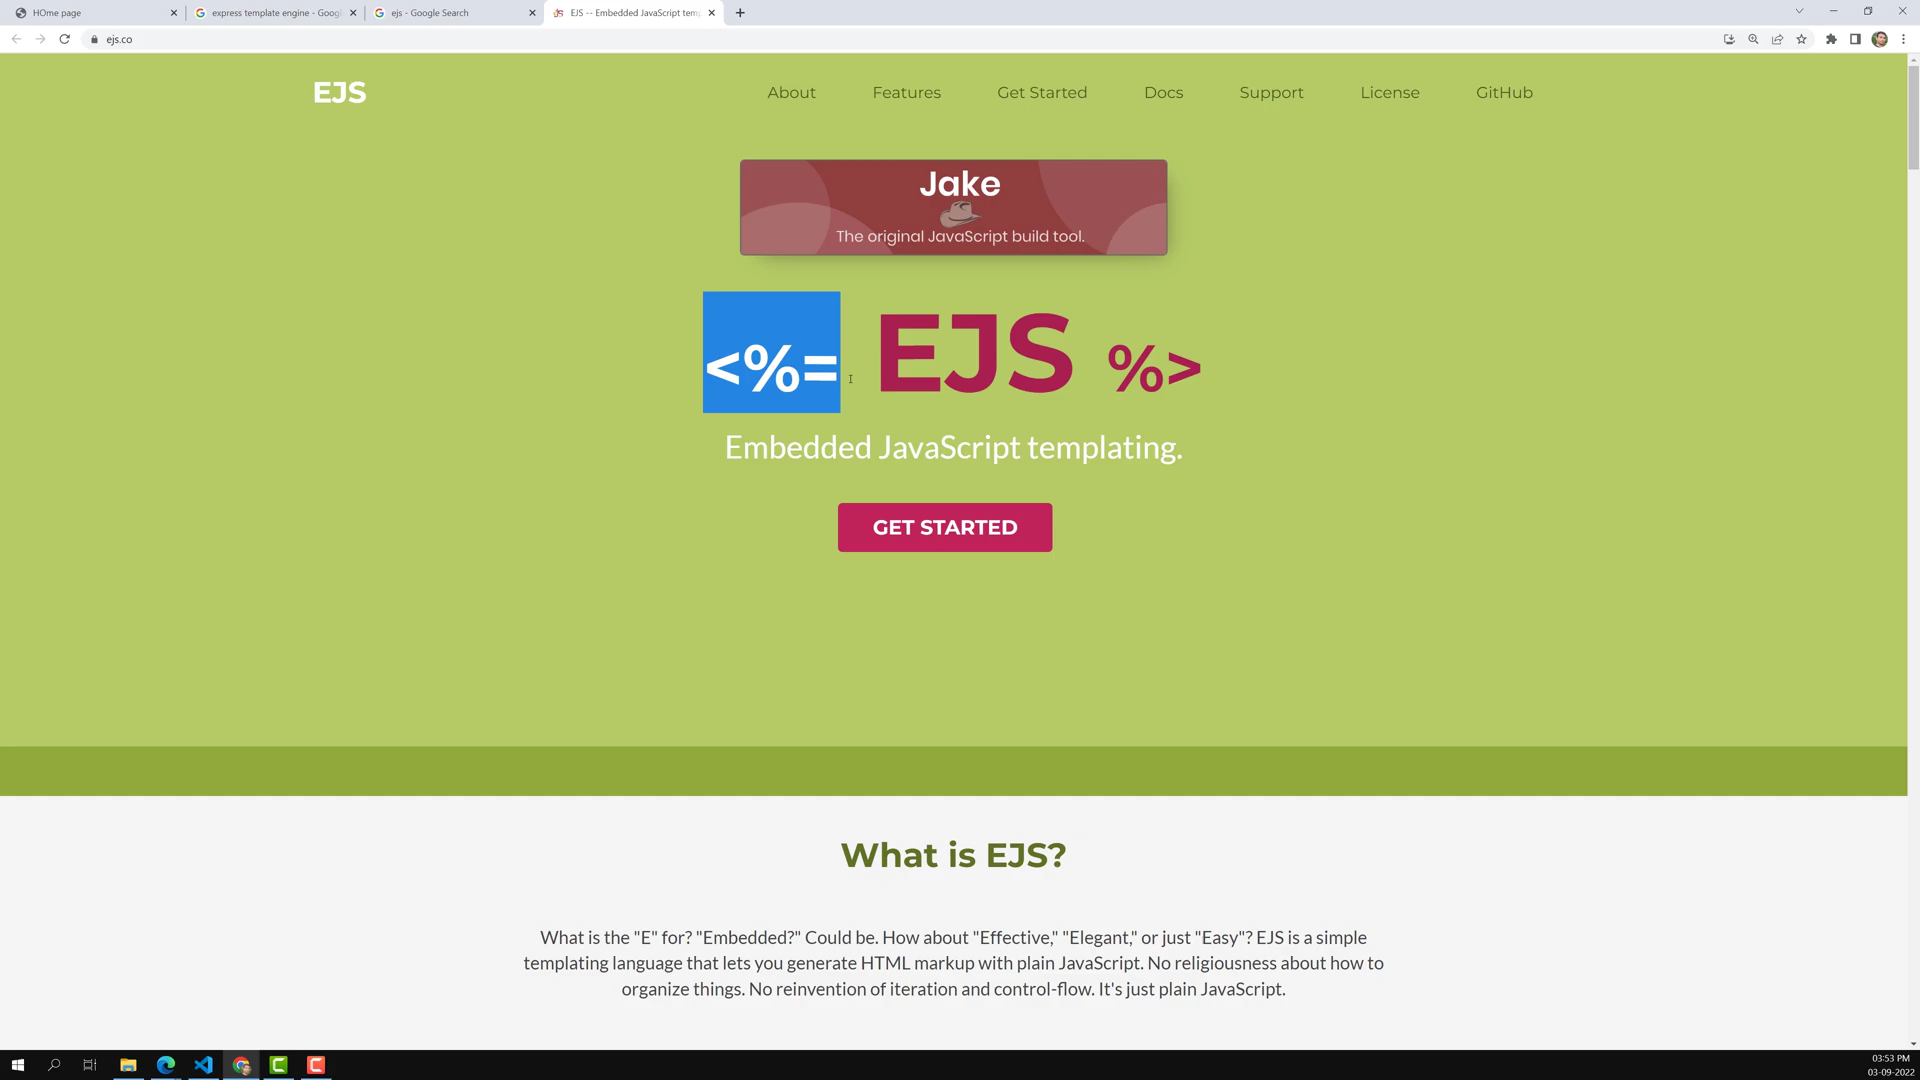 HOme page
express template engine - Googl
ejs - Google Search
EJS -- Embedded JavaScript tem
ejs.co
EJS
About
Features
Get Started
Docs
Support
License
GitHub
Jake
The original JavaScript build tool.
<%= EJS %>
Embedded JavaScript templating.
GET STARTED
What is EJS?
What is the "E" for? "Embedded?" Could be. How about "Effective," "Elegant," or just "Easy"? EJS is a simple
templating language that lets you generate HTML markup with plain JavaScript. No religiousness about how to
organize things. No reinvention of iteration and control-flow. It's just plain JavaScript.
03:53 PM
03-09-2022